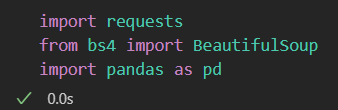 import requests
from bs4 import BeautifulSoup
import pandas as pd
✓ 0.0s